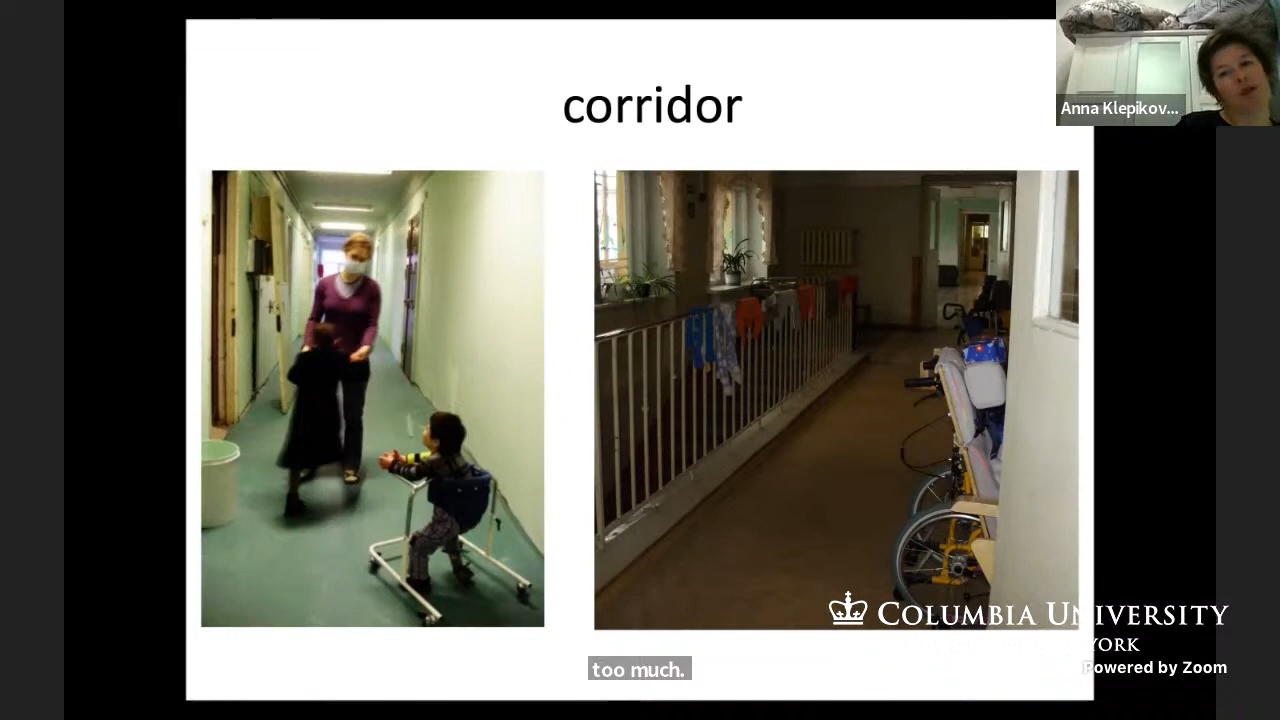 corridor
Anna Klepikov...
COLUMBIA UNIVERSITY
YORK
Powered by Zoom
too much.